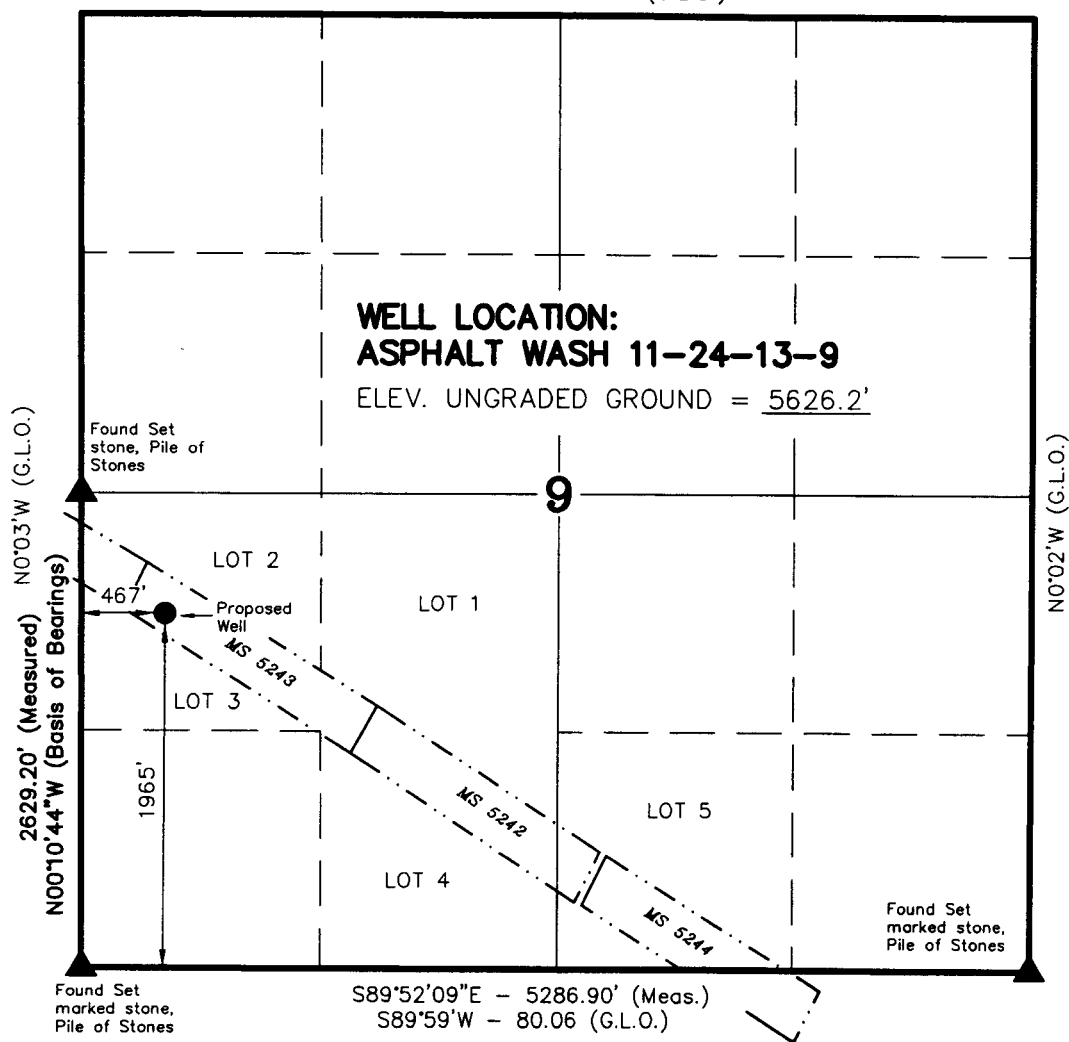 WELL LOCATION:
ASPHALT WASH 11-24-13-9
ELEV. UNGRADED GROUND = 5626.2'
Found Set
stone, Pile of
Stones
N0°03'W (G.L.O.)
N0°02'W (G.L.O.)
9
LOT 2
LOT 1
467'
Proposed
Well
MS 5243
LOT 3
2629.20' (Measured)
N00°10'44"W (Basis of Bearings)
1965'
MS 5242
LOT 5
LOT 4
MS 5244
Found Set
marked stone,
Pile of Stones
Found Set
marked stone,
Pile of Stones
S89°52'09"E - 5286.90' (Meas.)
S89°59'W - 80.06 (G.L.O.)